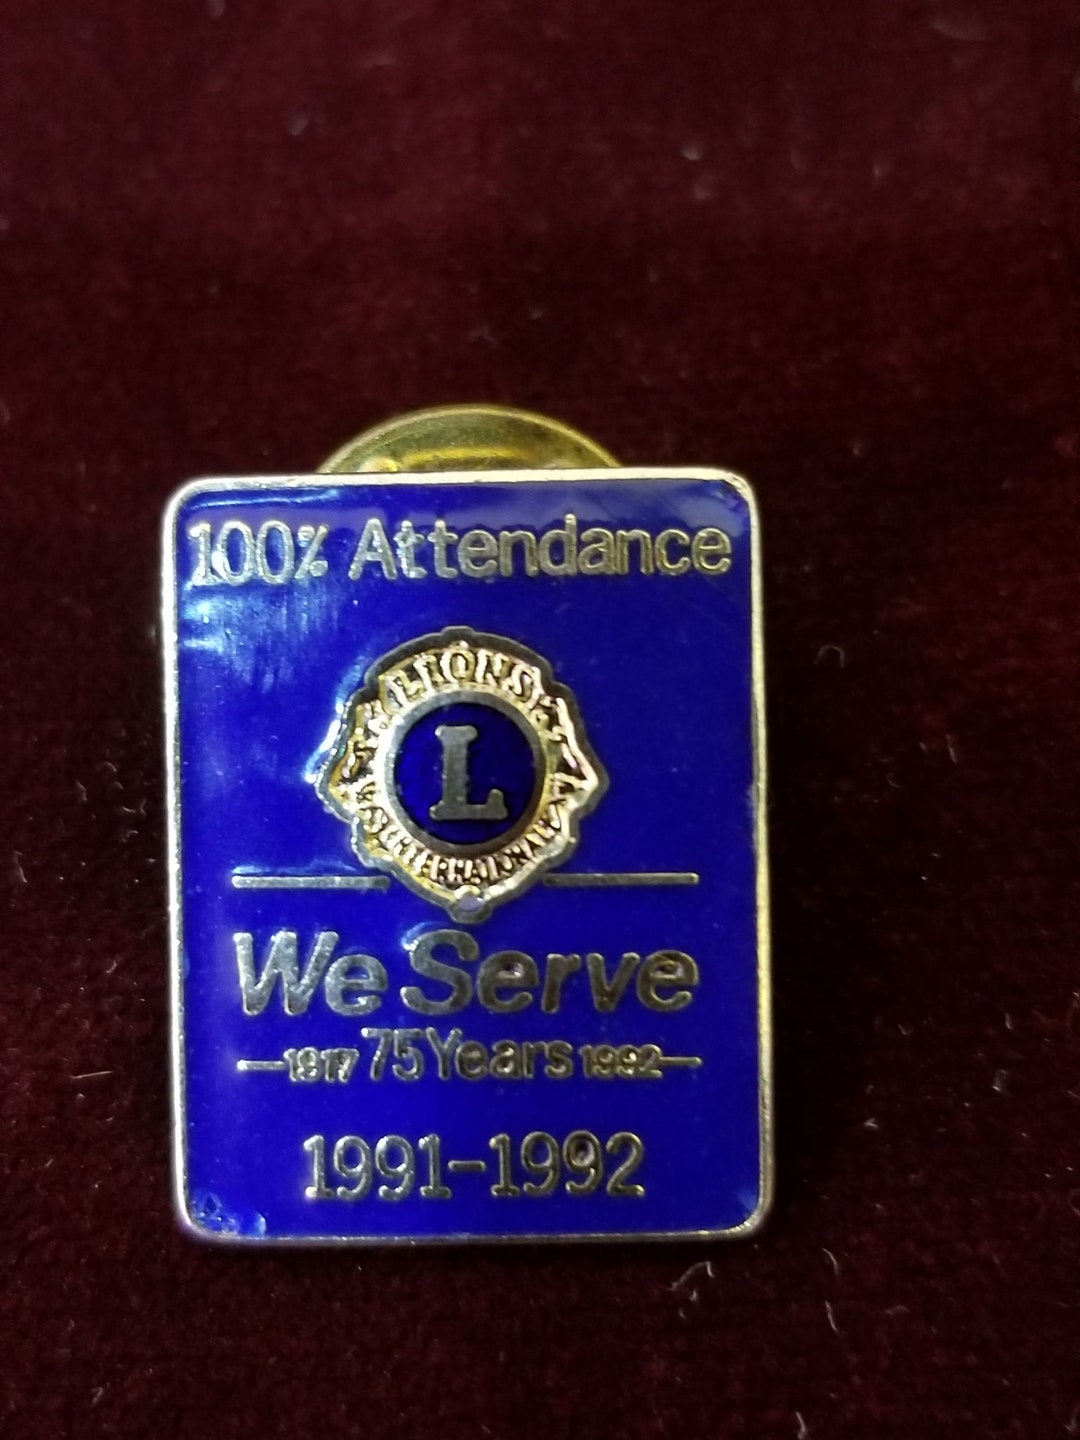 100% Attendance
LIONS
L
INTERNATIONAL
We Serve
—1917 75 Years 1992—
1991-1992